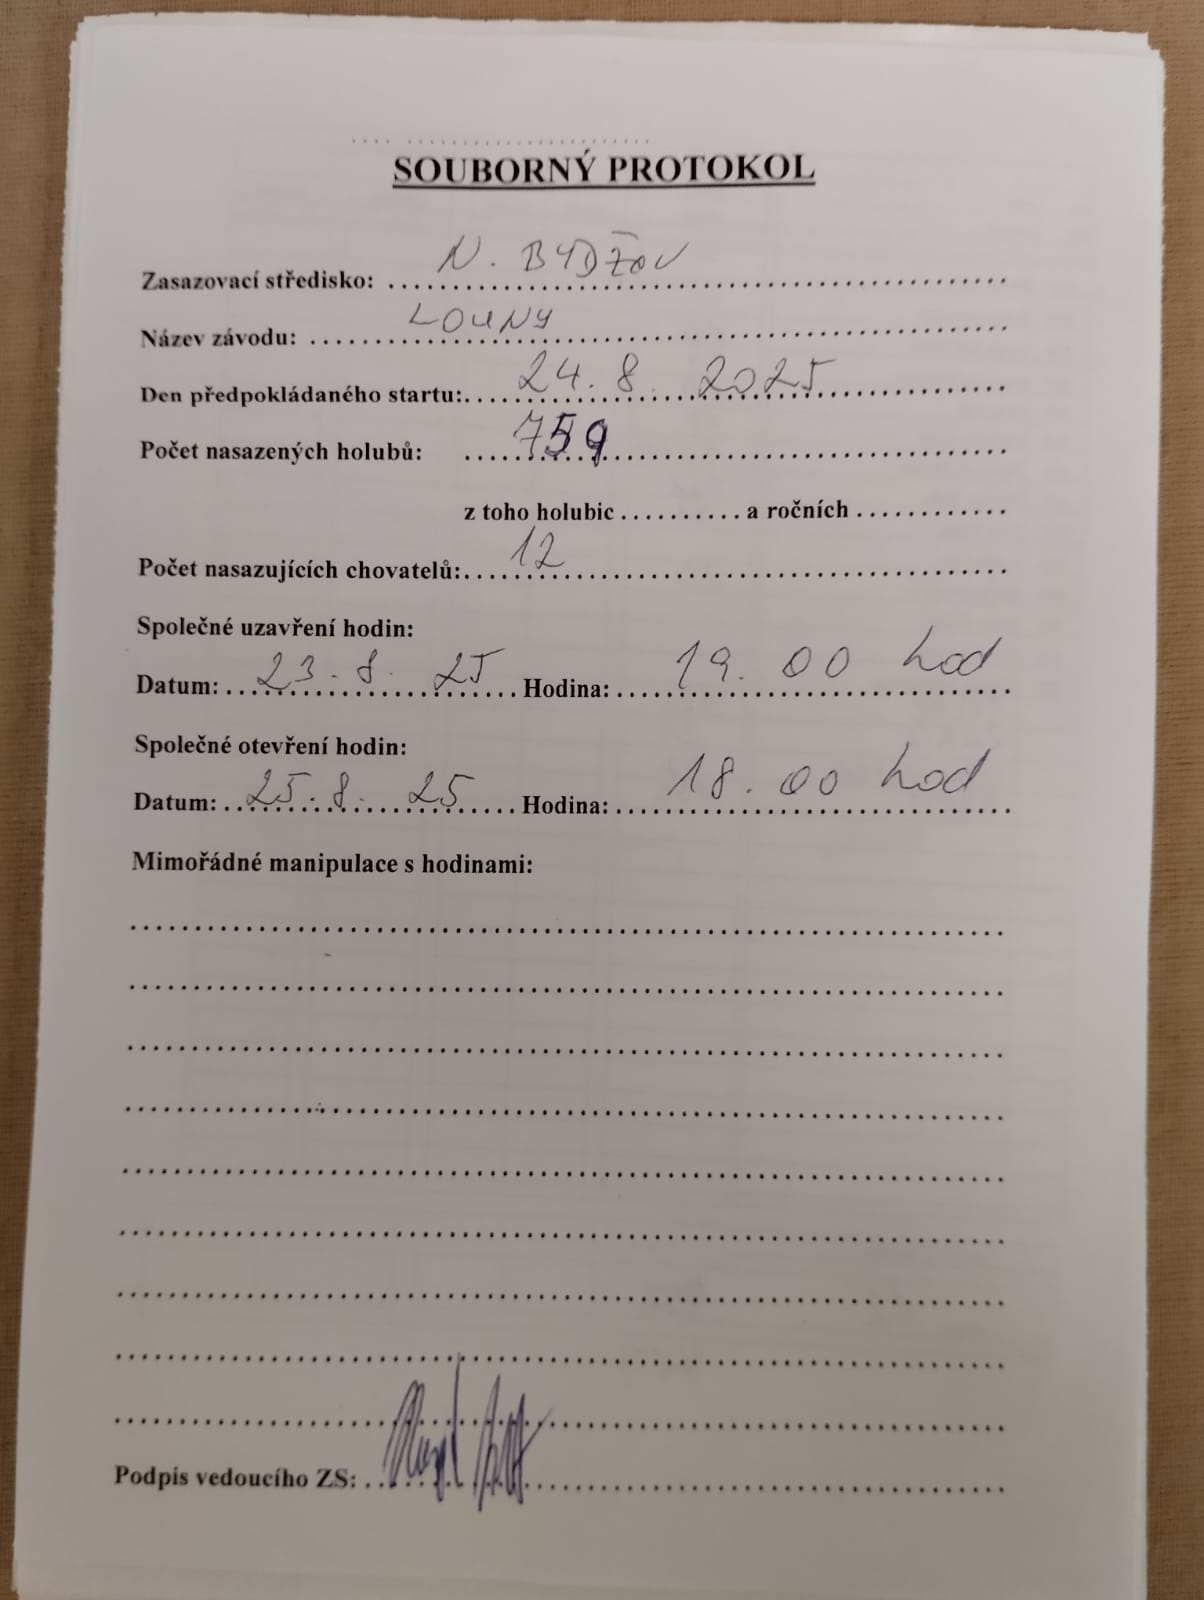 SOUBORNÝ PROTOKOL
Zasazovací středisko: N. BYDŽOV
Název závodu: LOUNY
Den předpokládaného startu: 24. 8. 2025
Počet nasazených holubů: 759
z toho holubic .......... a ročních ............
Počet nasazujících chovatelů: 12
Společné uzavření hodin:
Datum: 23. 8. 25 Hodina: 19. 00 hod
Společné otevření hodin:
Datum: 25. 8. 25 Hodina: 18. 00 hod
Mimořádné manipulace s hodinami:
Podpis vedoucího ZS: